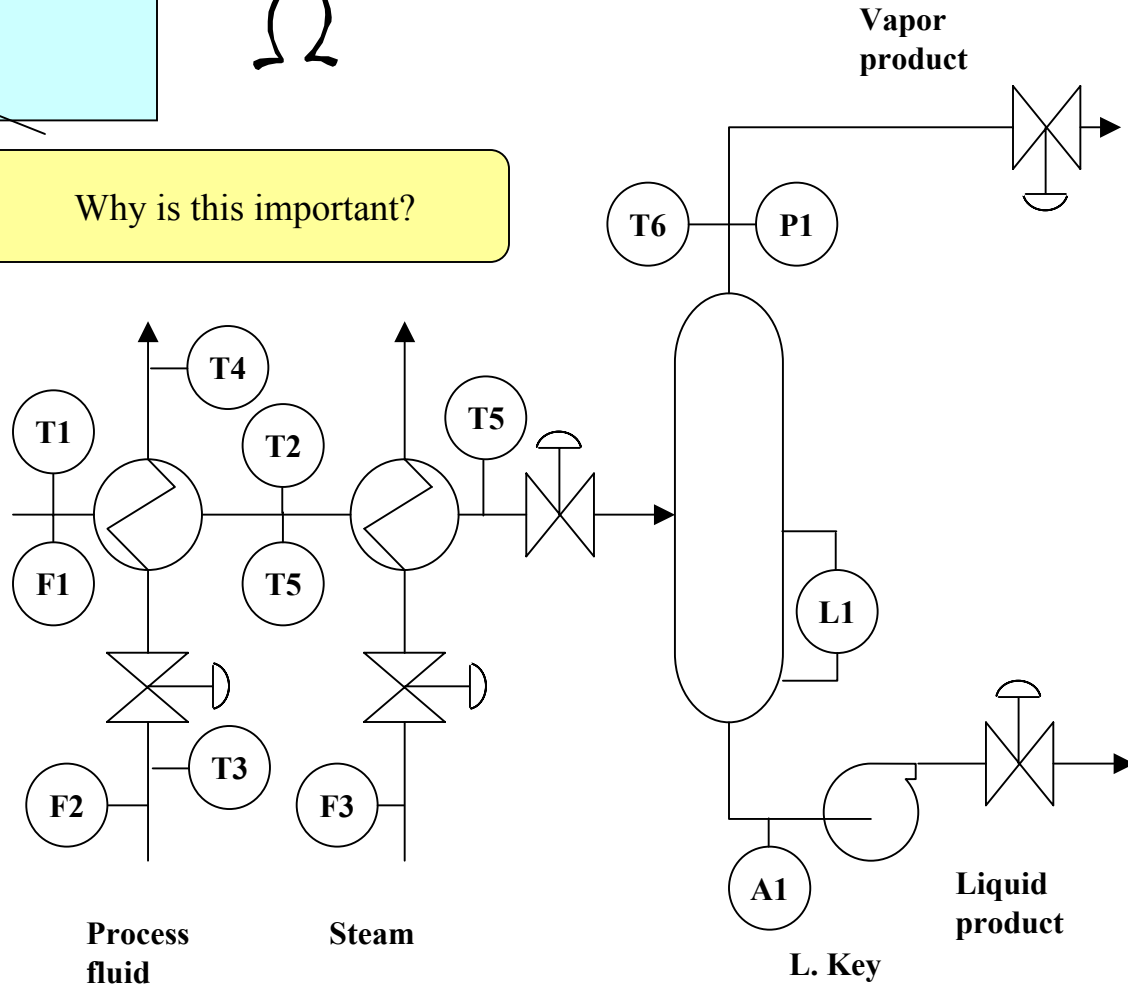 Vapor
product
Why is this important?
T6
P1
T4
T1
T2
T5
F1
T5
L1
T3
F2
F3
A1
Process
fluid
Steam
Liquid
product
L. Key